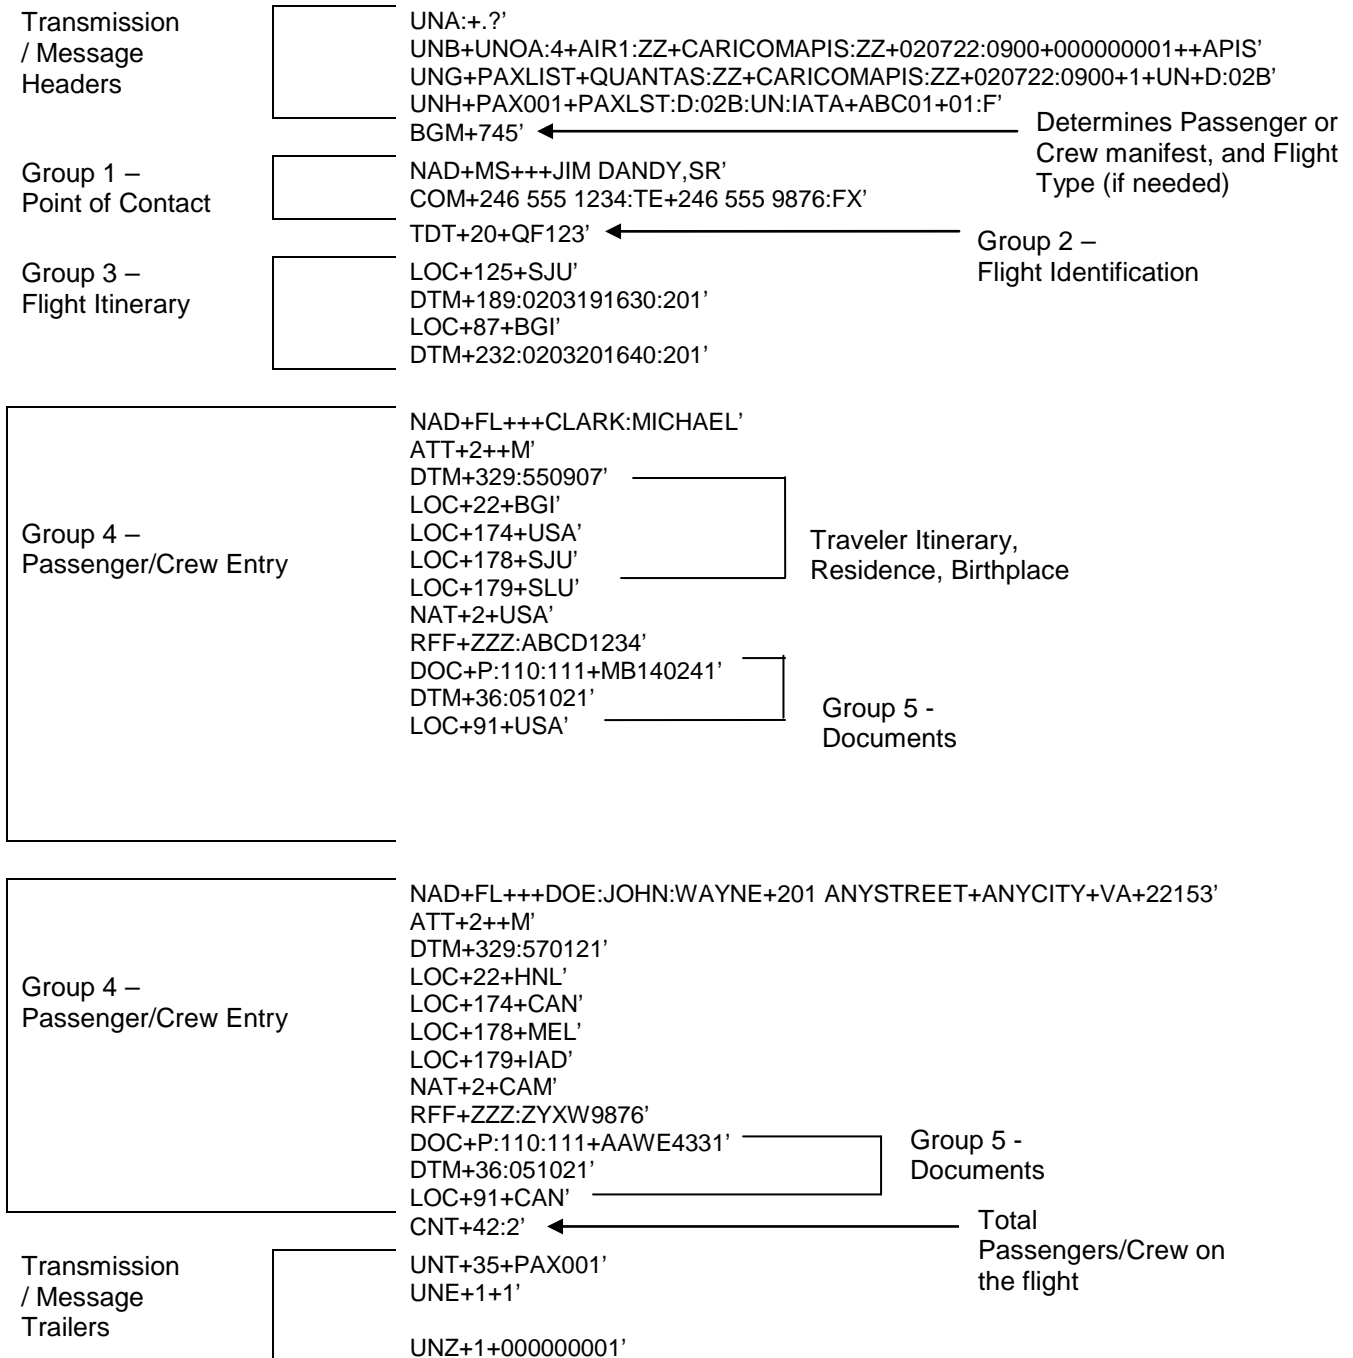 Transmission
/ Message
Headers
UNA:+.?’
UNB+UNOA:4+AIR1:ZZ+CARICOMAPIS:ZZ+020722:0900+000000001++APIS’
UNG+PAXLIST+QUANTAS:ZZ+CARICOMAPIS:ZZ+020722:0900+1+UN+D:02B’
UNH+PAX001+PAXLST:D:02B:UN:IATA+ABC01+01:F’
BGM+745’
Determines Passenger or
Crew manifest, and Flight
Type (if needed)
Group 1 –
Point of Contact
NAD+MS+++JIM DANDY,SR’
COM+246 555 1234:TE+246 555 9876:FX’
TDT+20+QF123’
Group 2 –
Flight Identification
Group 3 –
Flight Itinerary
LOC+125+SJU’
DTM+189:0203191630:201’
LOC+87+BGI’
DTM+232:0203201640:201’
Group 4 –
Passenger/Crew Entry
NAD+FL+++CLARK:MICHAEL’
ATT+2++M’
DTM+329:550907’
LOC+22+BGI’
LOC+174+USA’
LOC+178+SJU’
LOC+179+SLU’
Traveler Itinerary,
Residence, Birthplace
NAT+2+USA’
RFF+ZZZ:ABCD1234’
DOC+P:110:111+MB140241’
DTM+36:051021’
LOC+91+USA’
Group 5 -
Documents
Group 4 –
Passenger/Crew Entry
NAD+FL+++DOE:JOHN:WAYNE+201 ANYSTREET+ANYCITY+VA+22153’
ATT+2++M’
DTM+329:570121’
LOC+22+HNL’
LOC+174+CAN’
LOC+178+MEL’
LOC+179+IAD’
NAT+2+CAM’
RFF+ZZZ:ZYXW9876’
DOC+P:110:111+AAWE4331’
DTM+36:051021’
LOC+91+CAN’
Group 5 -
Documents
CNT+42:2’
Total
Passengers/Crew on
the flight
Transmission
/ Message
Trailers
UNT+35+PAX001’
UNE+1+1’
UNZ+1+000000001’